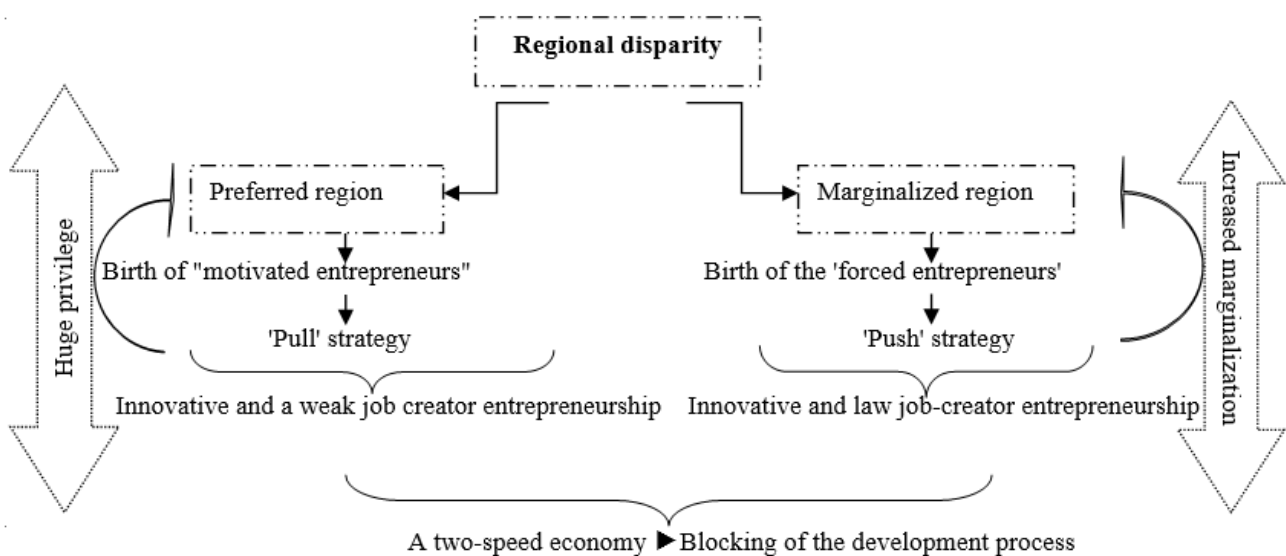 Regional disparity
Preferred region
Marginalized region
Birth of "motivated entrepreneurs"
Birth of the 'forced entrepreneurs'
'Pull' strategy
'Push' strategy
Huge privilege
Increased marginalization
Innovative and a weak job creator entrepreneurship
Innovative and law job-creator entrepreneurship
A two-speed economy ►Blocking of the development process